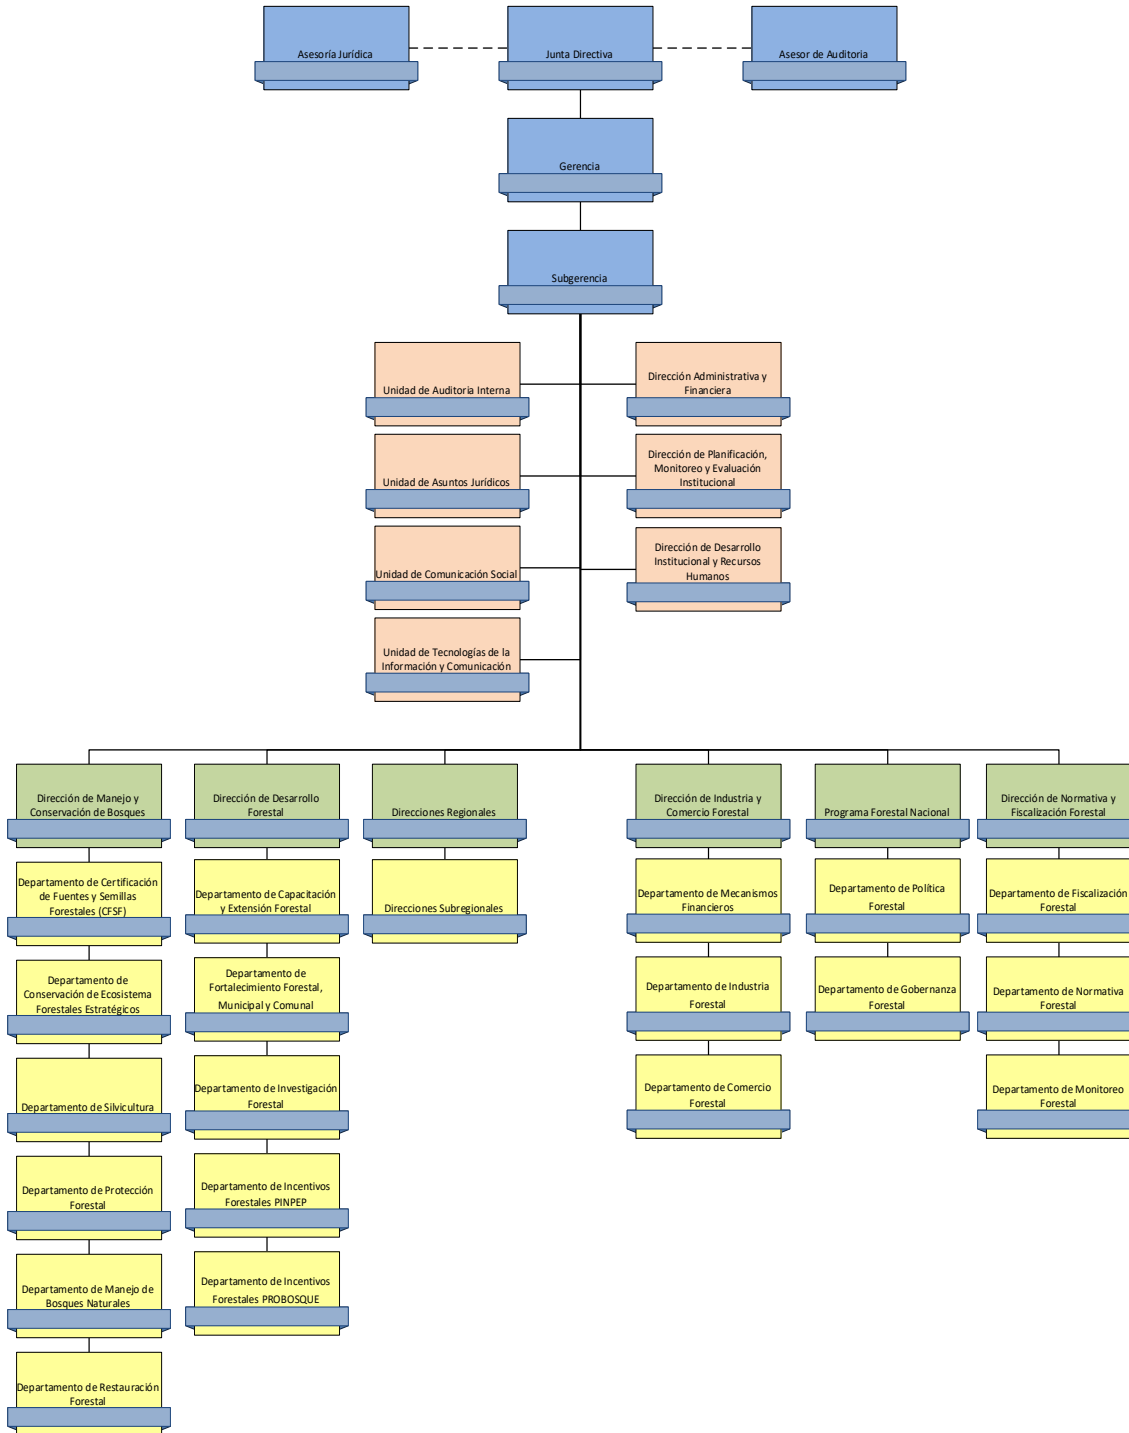 Asesoría Jurídica
Junta Directiva
Asesor de Auditoria
Gerencia
Subgerencia
Unidad de Auditoria Interna
Dirección Administrativa y
Financiera
Unidad de Asuntos Jurídicos
Dirección de Planificación,
Monitoreo y Evaluación
Institucional
Unidad de Comunicación Social
Dirección de Desarrollo
Institucional y Recursos
Humanos
Unidad de Tecnologías de la
Información y Comunicación
Dirección de Manejo y
Conservación de Bosques
Dirección de Desarrollo
Forestal
Direcciones Regionales
Dirección de Industria y
Comercio Forestal
Programa Forestal Nacional
Dirección de Normativa y
Fiscalización Forestal
Departamento de Certificación
de Fuentes y Semillas
Forestales (CFSF)
Departamento de Capacitación
y Extensión Forestal
Direcciones Subregionales
Departamento de Mecanismos
Financieros
Departamento de Política
Forestal
Departamento de Fiscalización
Forestal
Departamento de
Conservación de Ecosistema
Forestales Estratégicos
Departamento de
Fortalecimiento Forestal,
Municipal y Comunal
Departamento de Industria
Forestal
Departamento de Gobernanza
Forestal
Departamento de Normativa
Forestal
Departamento de Silvicultura
Departamento de Investigación
Forestal
Departamento de Comercio
Forestal
Departamento de Monitoreo
Forestal
Departamento de Protección
Forestal
Departamento de Incentivos
Forestales PINPEP
Departamento de Manejo de
Bosques Naturales
Departamento de Incentivos
Forestales PROBOSQUE
Departamento de Restauración
Forestal